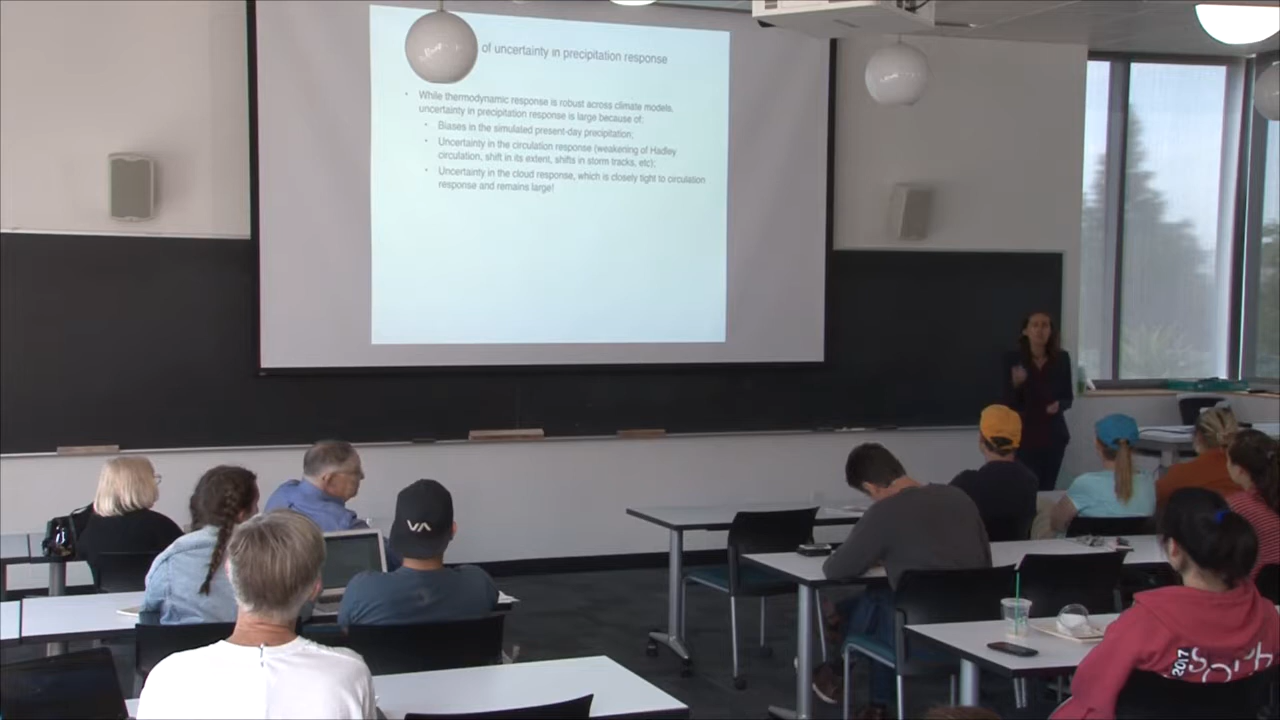 of uncertainty in precipitation response
• While thermodynamic response is robust across climate models,
uncertainty in precipitation response is large because of:
• Biases in the simulated present-day precipitation;
• Uncertainty in the circulation response (weakening of Hadley
circulation, shift in its extent, shifts in storm tracks, etc);
• Uncertainty in the cloud response, which is closely tight to circulation
response and remains large!
VA
2017